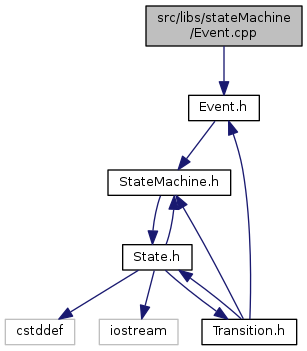 src/libs/stateMachine
/Event.cpp
Event.h
StateMachine.h
State.h
cstddef
iostream
Transition.h